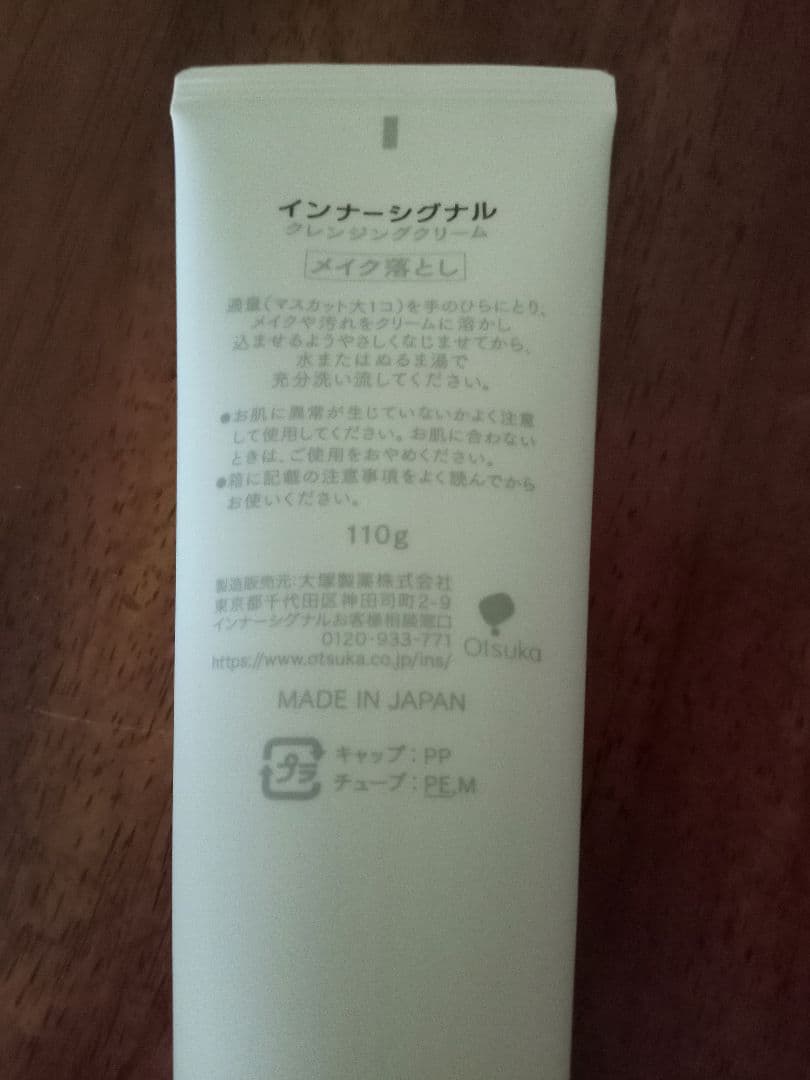 インナーシグナル
クレンジングクリーム
メイク落とし
適量(マスカット大1コ)を手のひらにとり、
メイクや汚れをクリームに溶かし
込ませるようやさしくなじませてから、
水またはぬるま湯で
充分洗い流してください。
●お肌に異常が生じていないかよく注意
して使用してください。お肌に合わない
ときは、ご使用をおやめください。
●箱に記載の注意事項をよく読んでから
お使いください。
110g
製造販売元:大塚製薬株式会社
東京都千代田区神田司町2-9
インナーシグナルお客様相談窓口
0120-933-771
https://www.otsuka.co.jp/ins/
Otsuka
MADE IN JAPAN
プラ
キャップ:PP
チューブ:PE,M